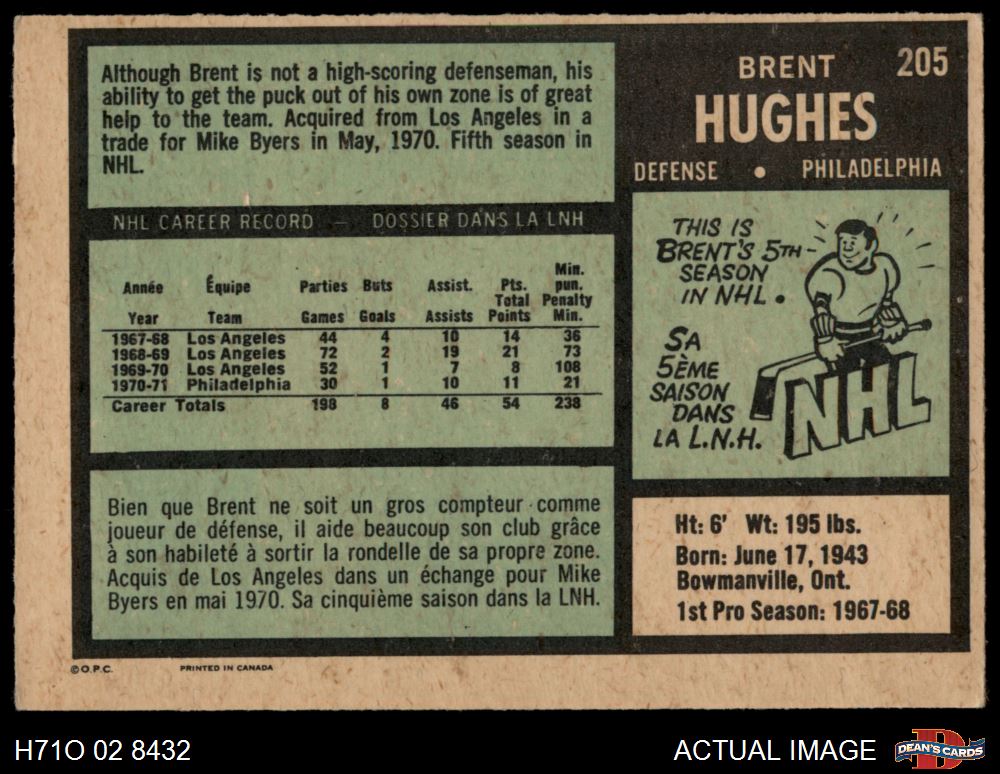 Although Brent is not a high-scoring defenseman, his
ability to get the puck out of his own zone is of great
help to the team. Acquired from Los Angeles in a
trade for Mike Byers in May, 1970. Fifth season in
NHL.
NHL CAREER RECORD — DOSSIER DANS LA LNH
Année Équipe Parties Buts Assist. Pts. Total Min. pun. Penalty
Year Team Games Goals Assists Points Min.
1967-68 Los Angeles 44 4 10 14 36
1968-69 Los Angeles 72 2 19 21 73
1969-70 Los Angeles 52 1 7 8 108
1970-71 Philadelphia 30 1 10 11 21
Career Totals 198 8 46 54 238
Bien que Brent ne soit un gros compteur comme
joueur de défense, il aide beaucoup son club grâce
à son habileté à sortir la rondelle de sa propre zone.
Acquis de Los Angeles dans un échange pour Mike
Byers en mai 1970. Sa cinquième saison dans la LNH.
©O.P.C. PRINTED IN CANADA
BRENT 205
HUGHES
DEFENSE • PHILADELPHIA
THIS IS
BRENT'S 5TH
SEASON
IN NHL.
SA
5ÈME
SAISON
DANS
LA L.N.H.
NHL
Ht: 6' Wt: 195 lbs.
Born: June 17, 1943
Bowmanville, Ont.
1st Pro Season: 1967-68
H71O 02 8432 ACTUAL IMAGE DEAN'S CARDS